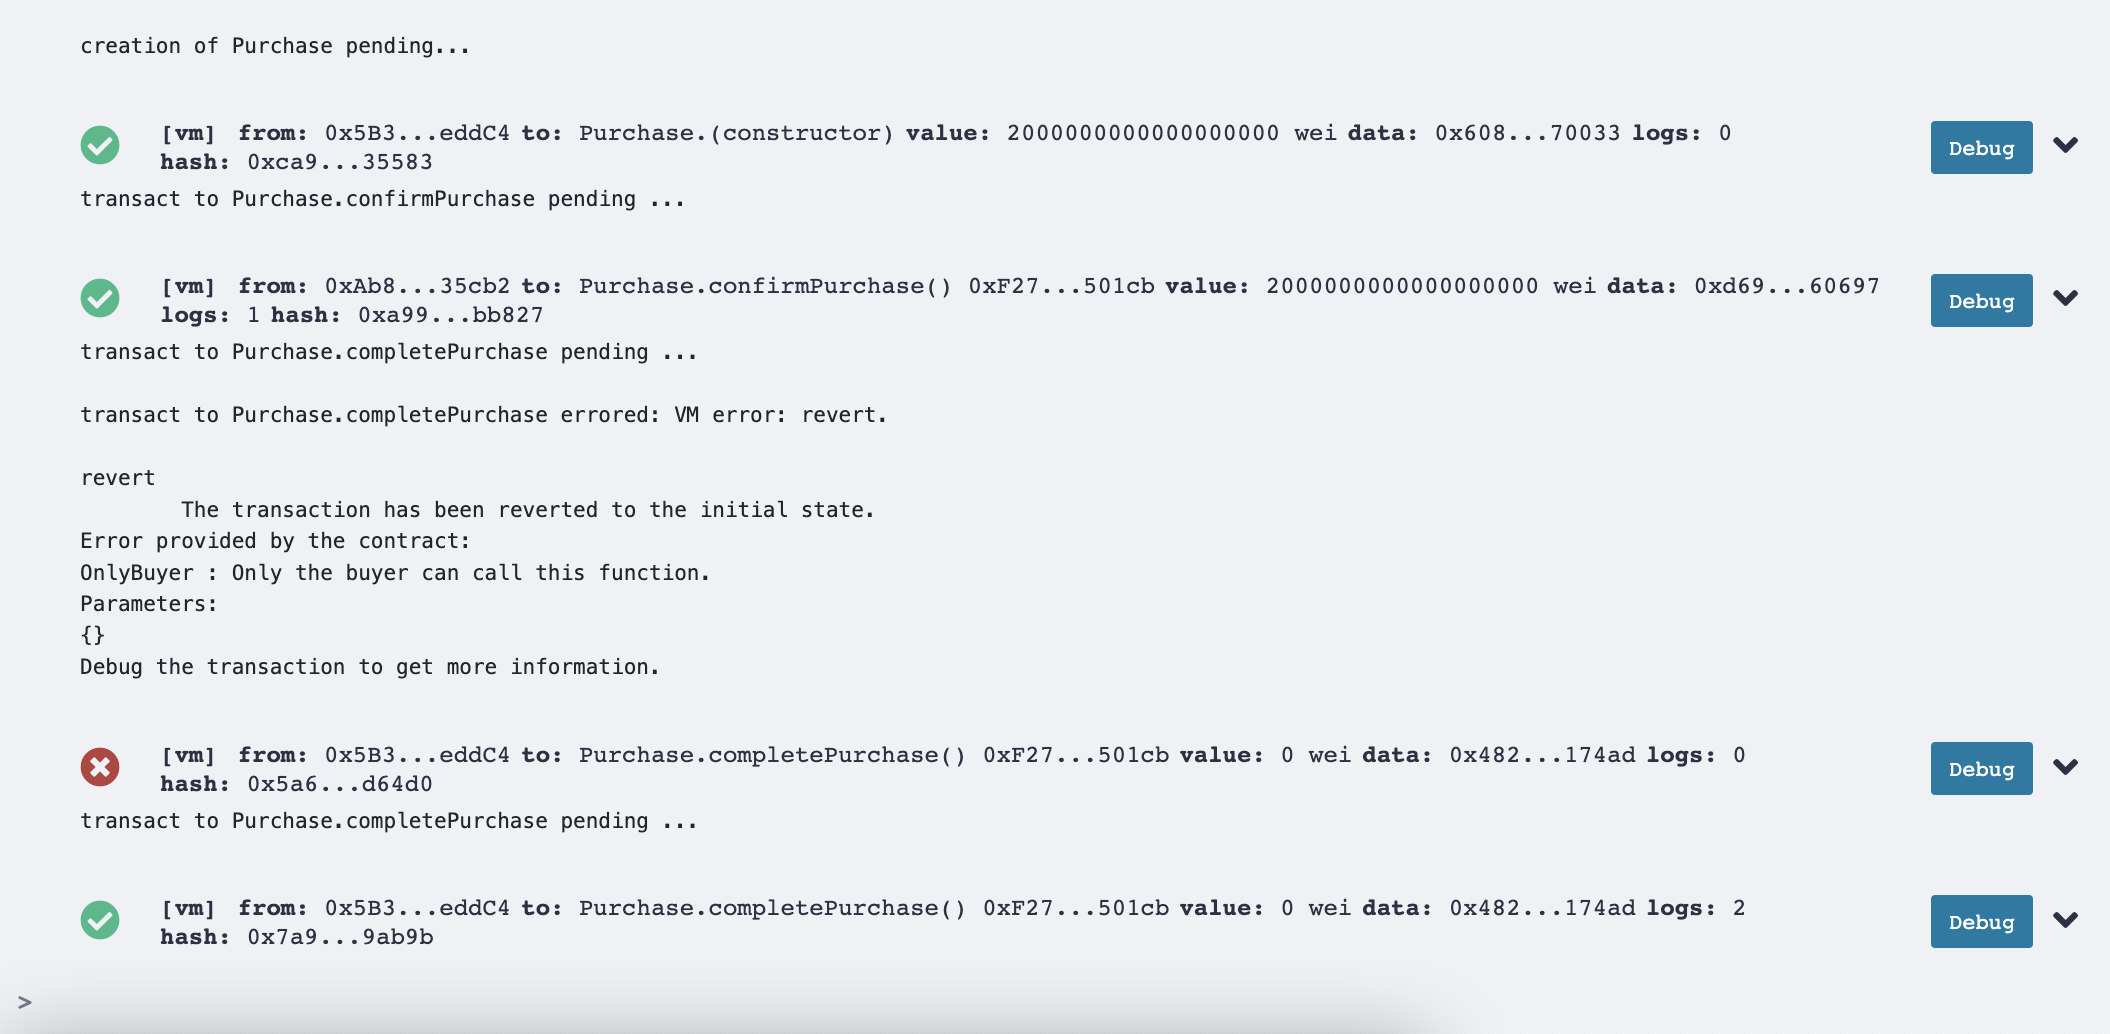 creation of Purchase pending...
[vm] from: 0x5B3...eddC4 to: Purchase.(constructor) value: 2000000000000000000 wei data: 0x608...70033 logs: 0
hash: 0xca9...35583
Debug
transact to Purchase.confirmPurchase pending ...
[vm] from: 0xAb8...35cb2 to: Purchase.confirmPurchase() 0xF27...501cb value: 2000000000000000000 wei data: 0xd69...60697
logs: 1 hash: 0xa99...bb827
Debug
transact to Purchase.completePurchase pending ...
transact to Purchase.completePurchase errored: VM error: revert.
revert
The transaction has been reverted to the initial state.
Error provided by the contract:
OnlyBuyer : Only the buyer can call this function.
Parameters:
{}
Debug the transaction to get more information.
[vm] from: 0x5B3...eddC4 to: Purchase.completePurchase() 0xF27...501cb value: 0 wei data: 0x482...174ad logs: 0
hash: 0x5a6...d64d0
Debug
transact to Purchase.completePurchase pending ...
[vm] from: 0x5B3...eddC4 to: Purchase.completePurchase() 0xF27...501cb value: 0 wei data: 0x482...174ad logs: 2
hash: 0x7a9...9ab9b
Debug
>